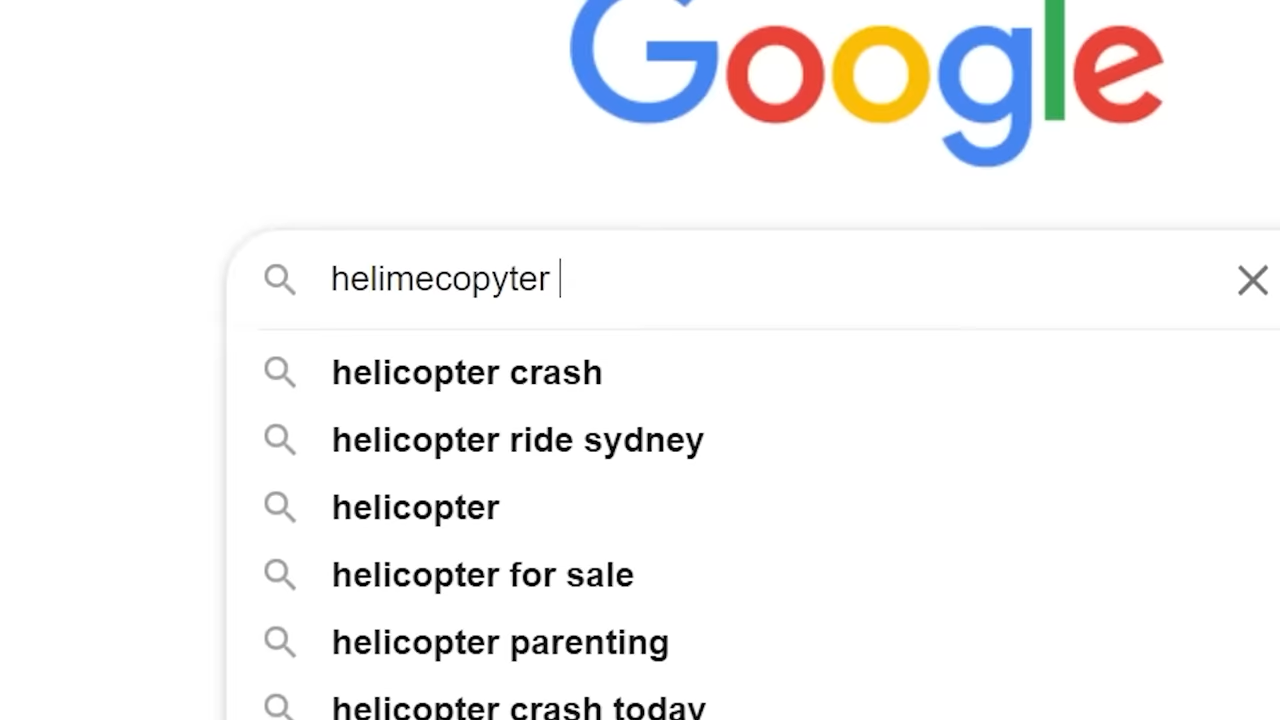 Google
helimecopyter
helicopter crash
helicopter ride sydney
helicopter
helicopter for sale
helicopter parenting
helicopter crash today